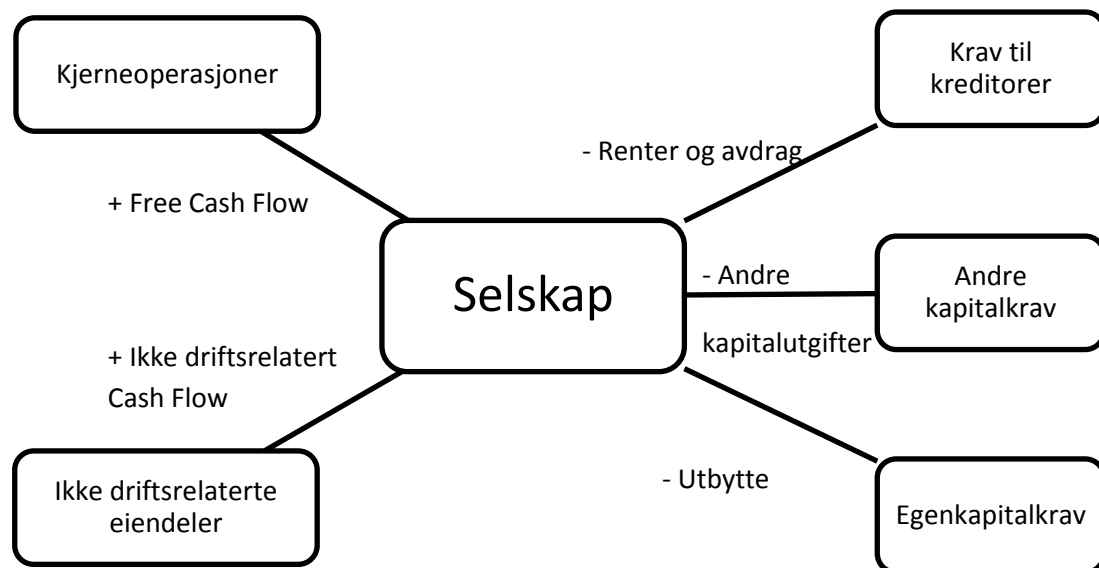 Kjerneoperasjoner
Krav til
kreditorer
- Renter og avdrag
+ Free Cash Flow
Selskap
- Andre
kapitalutgifter
Andre
kapitalkrav
+ Ikke driftsrelatert
Cash Flow
Ikke driftsrelaterte
eiendeler
- Utbytte
Egenkapitalkrav